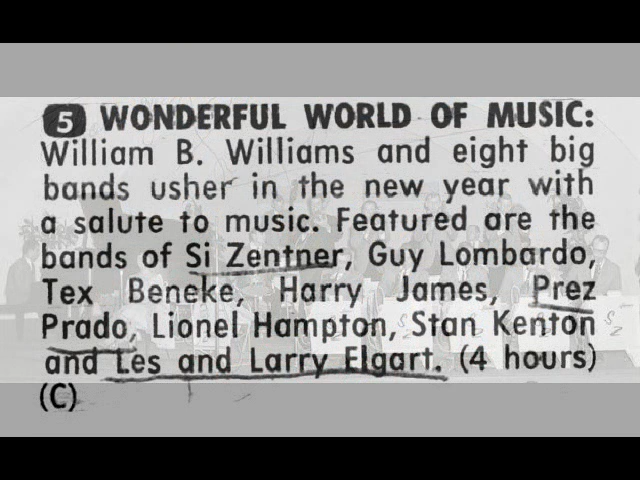 5 WONDERFUL WORLD OF MUSIC:
William B. Williams and eight big
bands usher in the new year with
a salute to music. Featured are the
bands of Si Zentner, Guy Lombardo,
Tex Beneke, Harry James, Prez
Prado, Lionel Hampton, Stan Kenton
and Les and Larry Elgart. (4 hours)
(C)